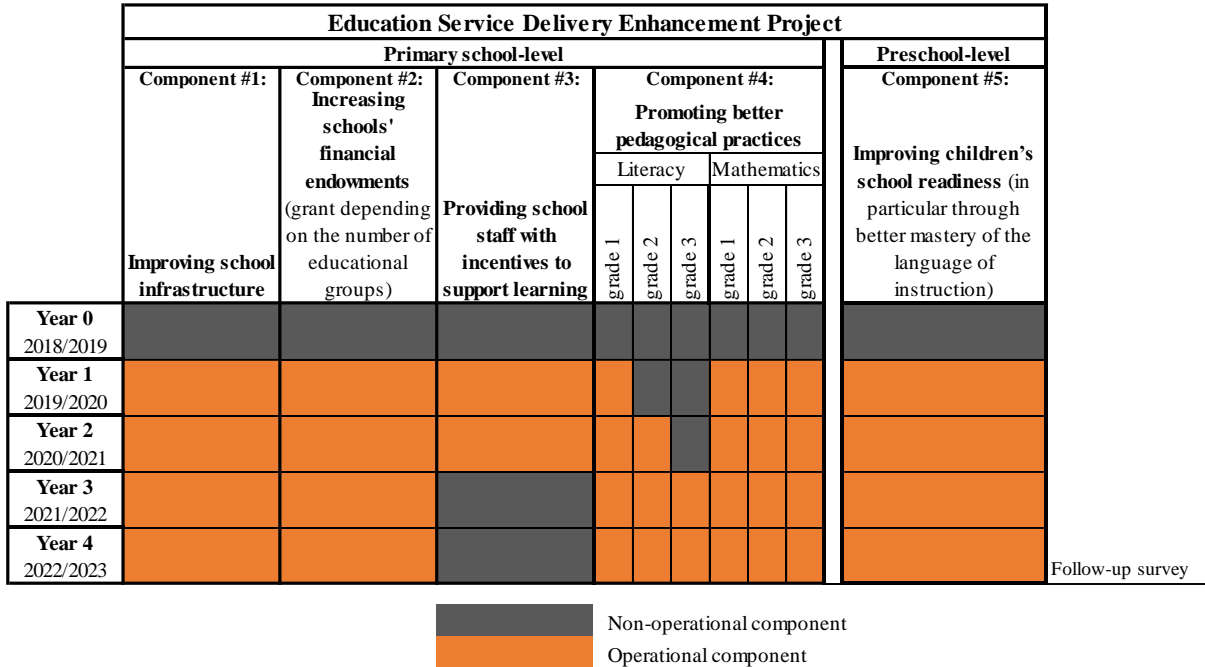 Education Service Delivery Enhancement Project
Primary school-level
Preschool-level
Component #1:
Improving school
infrastructure
Component #2:
Increasing
schools'
financial
endowments
(grant depending
on the number of
educational
groups)
Component #3:
Providing school
staff with
incentives to
support learning
Component #4:
Promoting better
pedagogical practices
Literacy
Mathematics
grade 1
grade 2
grade 3
grade 1
grade 2
grade 3
Component #5:
Improving children's
school readiness (in
particular through
better mastery of the
language of
instruction)
Year 0
2018/2019
Year 1
2019/2020
Year 2
2020/2021
Year 3
2021/2022
Year 4
2022/2023
Follow-up survey
Non-operational component
Operational component